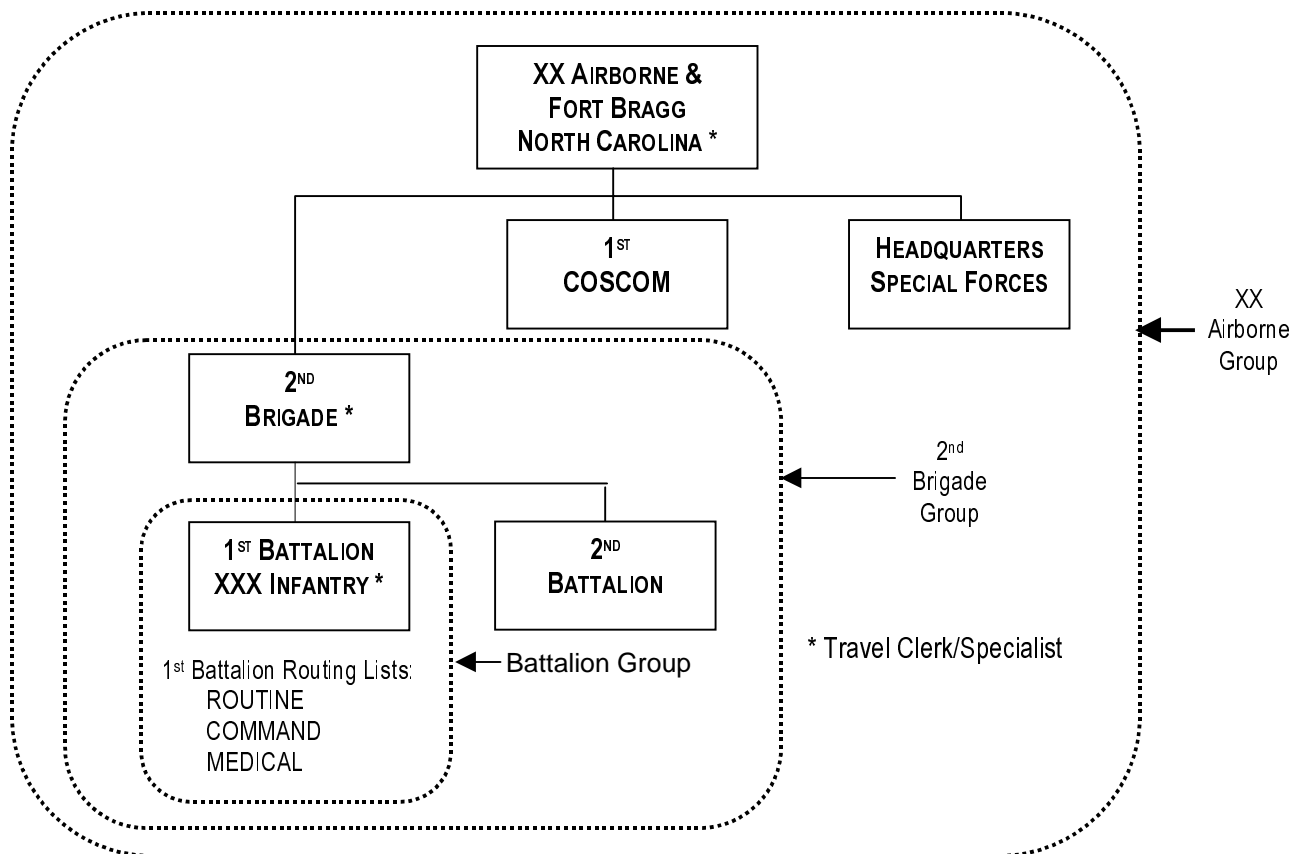 XX AIRBORNE &
FORT BRAGG
NORTH CAROLINA *
1ST
COSCOM
HEADQUARTERS
SPECIAL FORCES
XX
Airborne
Group
2ND
BRIGADE *
2nd
Brigade
Group
1ST BATTALION
XXX INFANTRY *
2ND
BATTALION
* Travel Clerk/Specialist
1st Battalion Routing Lists:
ROUTINE
COMMAND
MEDICAL
Battalion Group